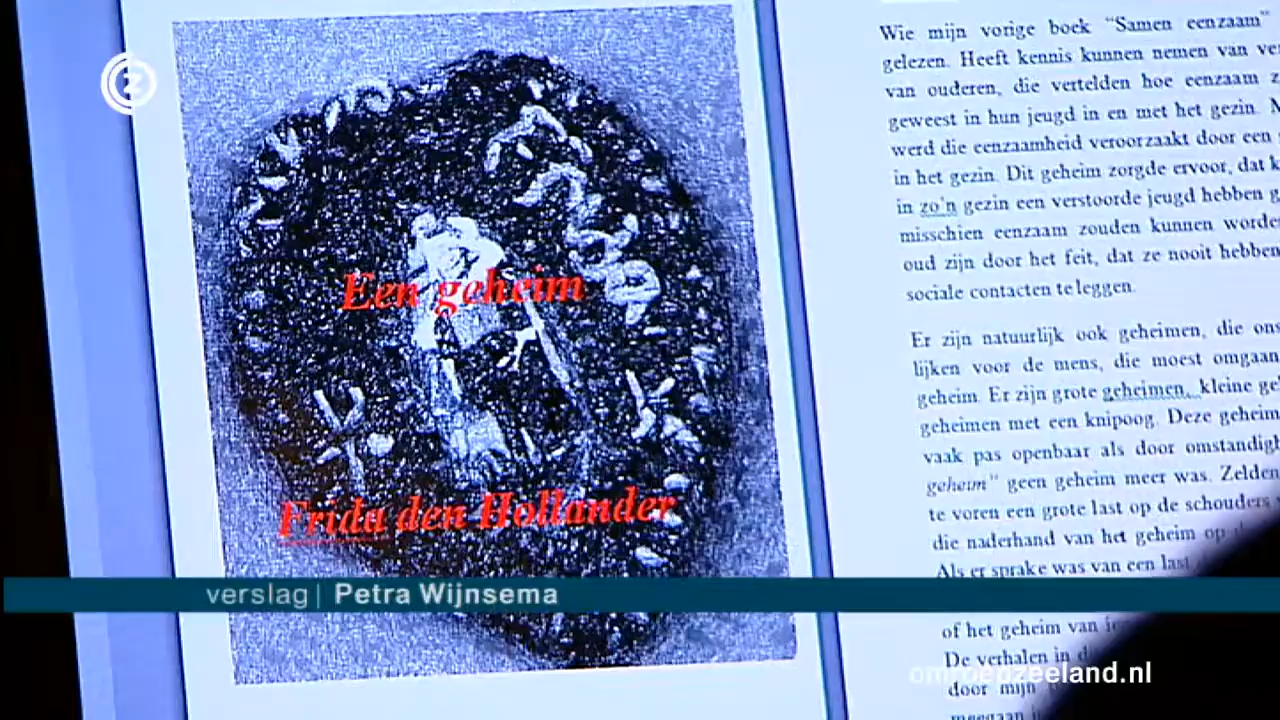 Een geheim
Frida den Hollander
Wie mijn vorige boek “Samen eenzaam”
gelezen. Heeft kennis kunnen nemen van
van ouderen, die vertelden hoe eenzaam
geweest in hun jeugd in en met het gezin.
werd die eenzaamheid veroorzaakt door een
in het gezin. Dit geheim zorgde ervoor, dat
in zo'n gezin een verstoorde jeugd hebben
misschien eenzaam zouden kunnen
oud zijn door het feit, dat ze nooit hebben
sociale contacten te leggen.
Er zijn natuurlijk ook geheimen, die
lijken voor de mens, die moest omgaan
geheim. Er zijn grote geheimen, kleine
geheimen met een knipoog. Deze
vaak pas openbaar als door
geheim” geen geheim meer was. Zelden
te voren een grote last op de schouders
die naderhand van het geheim op
Als er sprake was van een last
of het geheim van
De verhalen in
door mijn
verslag | Petra Wijnsema
omroepzeeland.nl
Z